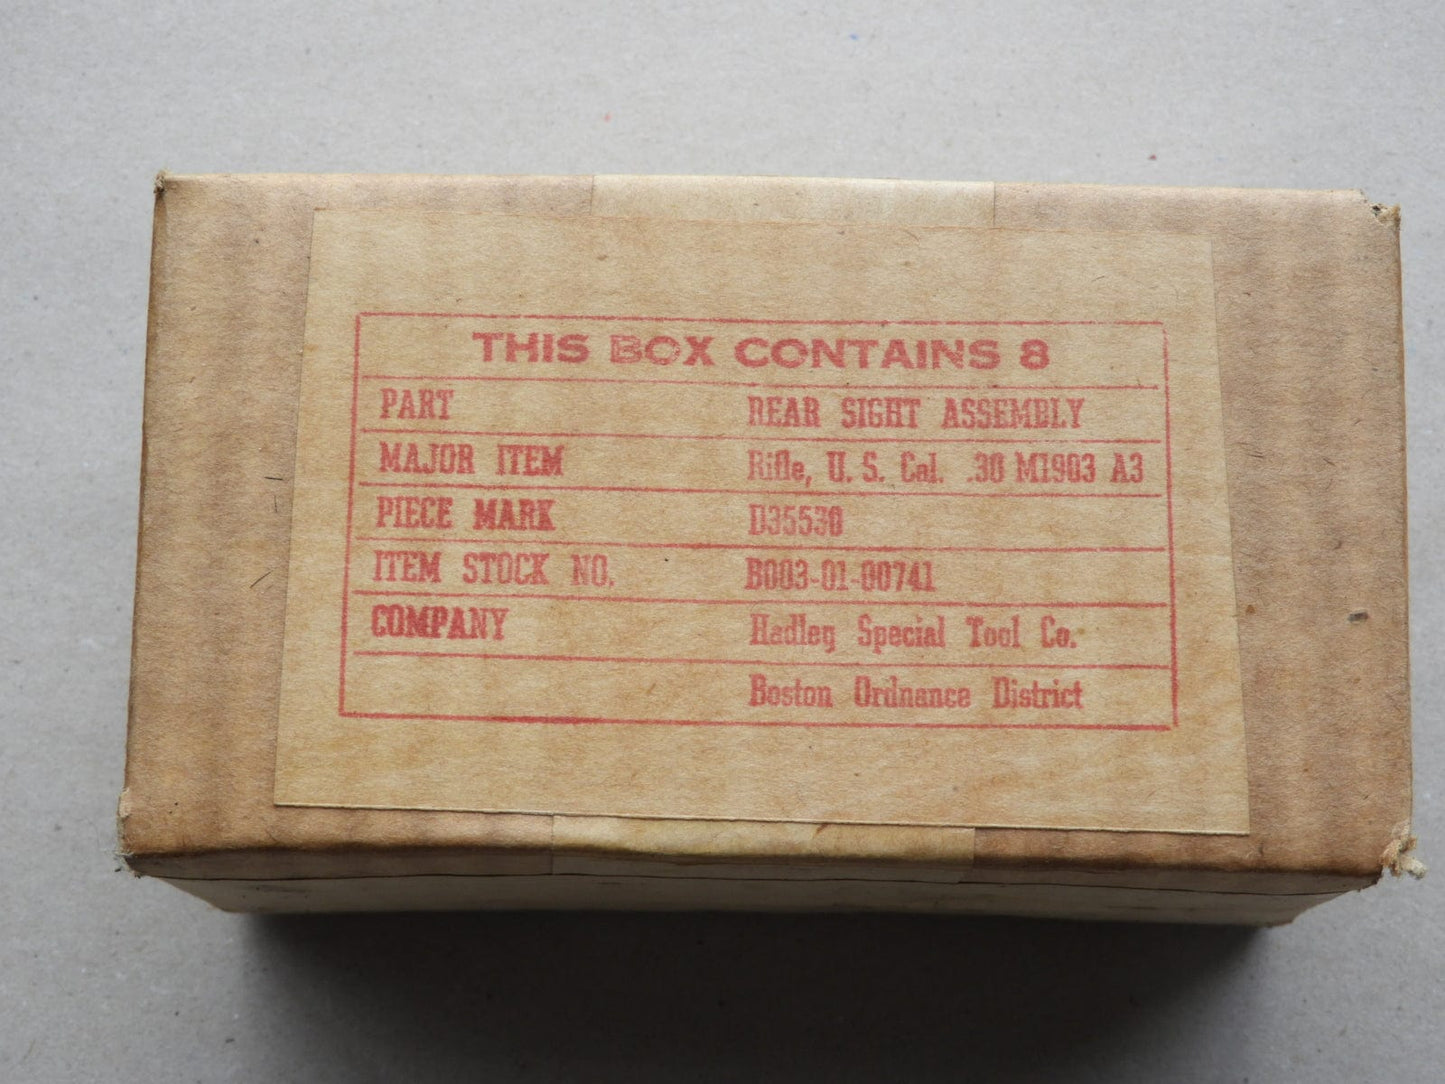 THIS BOX CONTAINS 8
PART REAR SIGHT ASSEMBLY
MAJOR ITEM Rifle, U. S. Cal. .30 M1903 A3
PIECE MARK D35530
ITEM STOCK NO. B003-01-00741
COMPANY Hadley Special Tool Co.
Boston Ordnance District